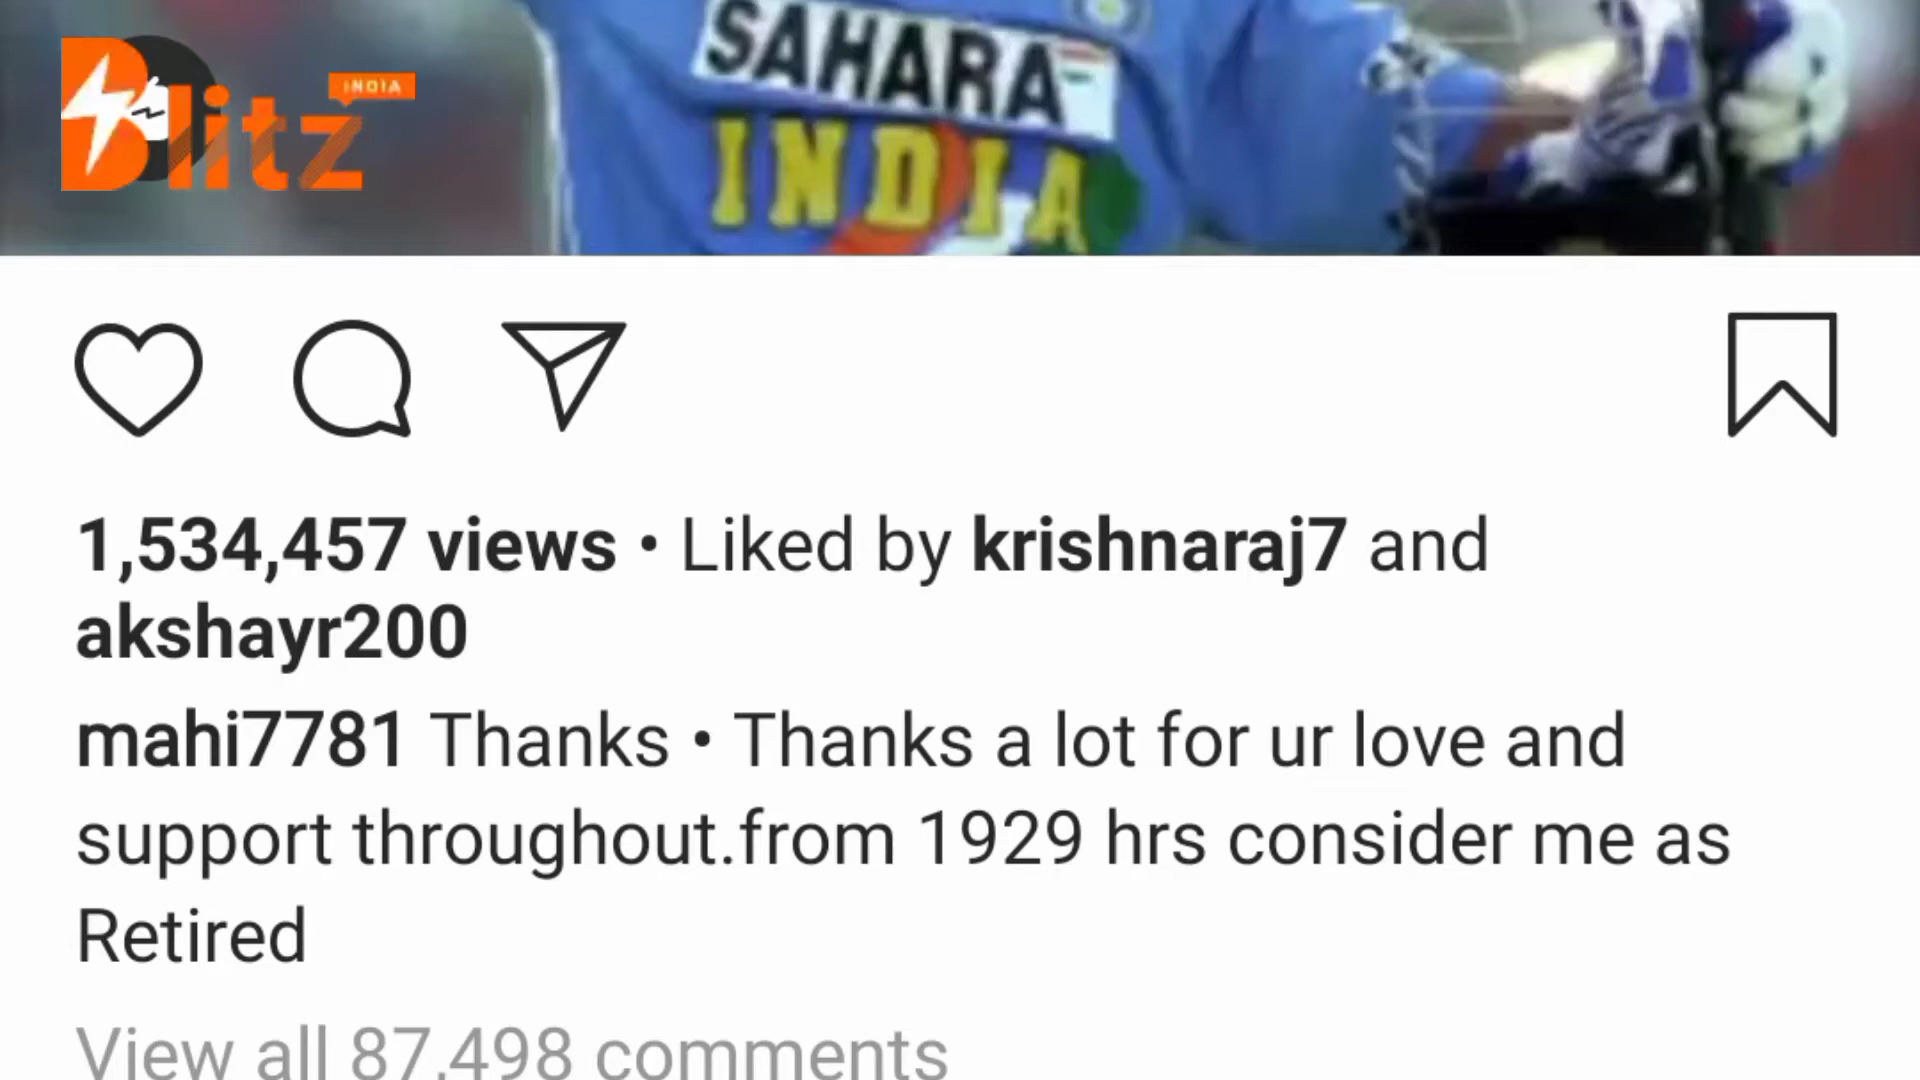 SAHARA
INDIA
Blitz
INDIA
1,534,457 views • Liked by krishnaraj7 and
akshayr200
mahi7781 Thanks • Thanks a lot for ur love and
support throughout.from 1929 hrs consider me as
Retired
View all 87,498 comments